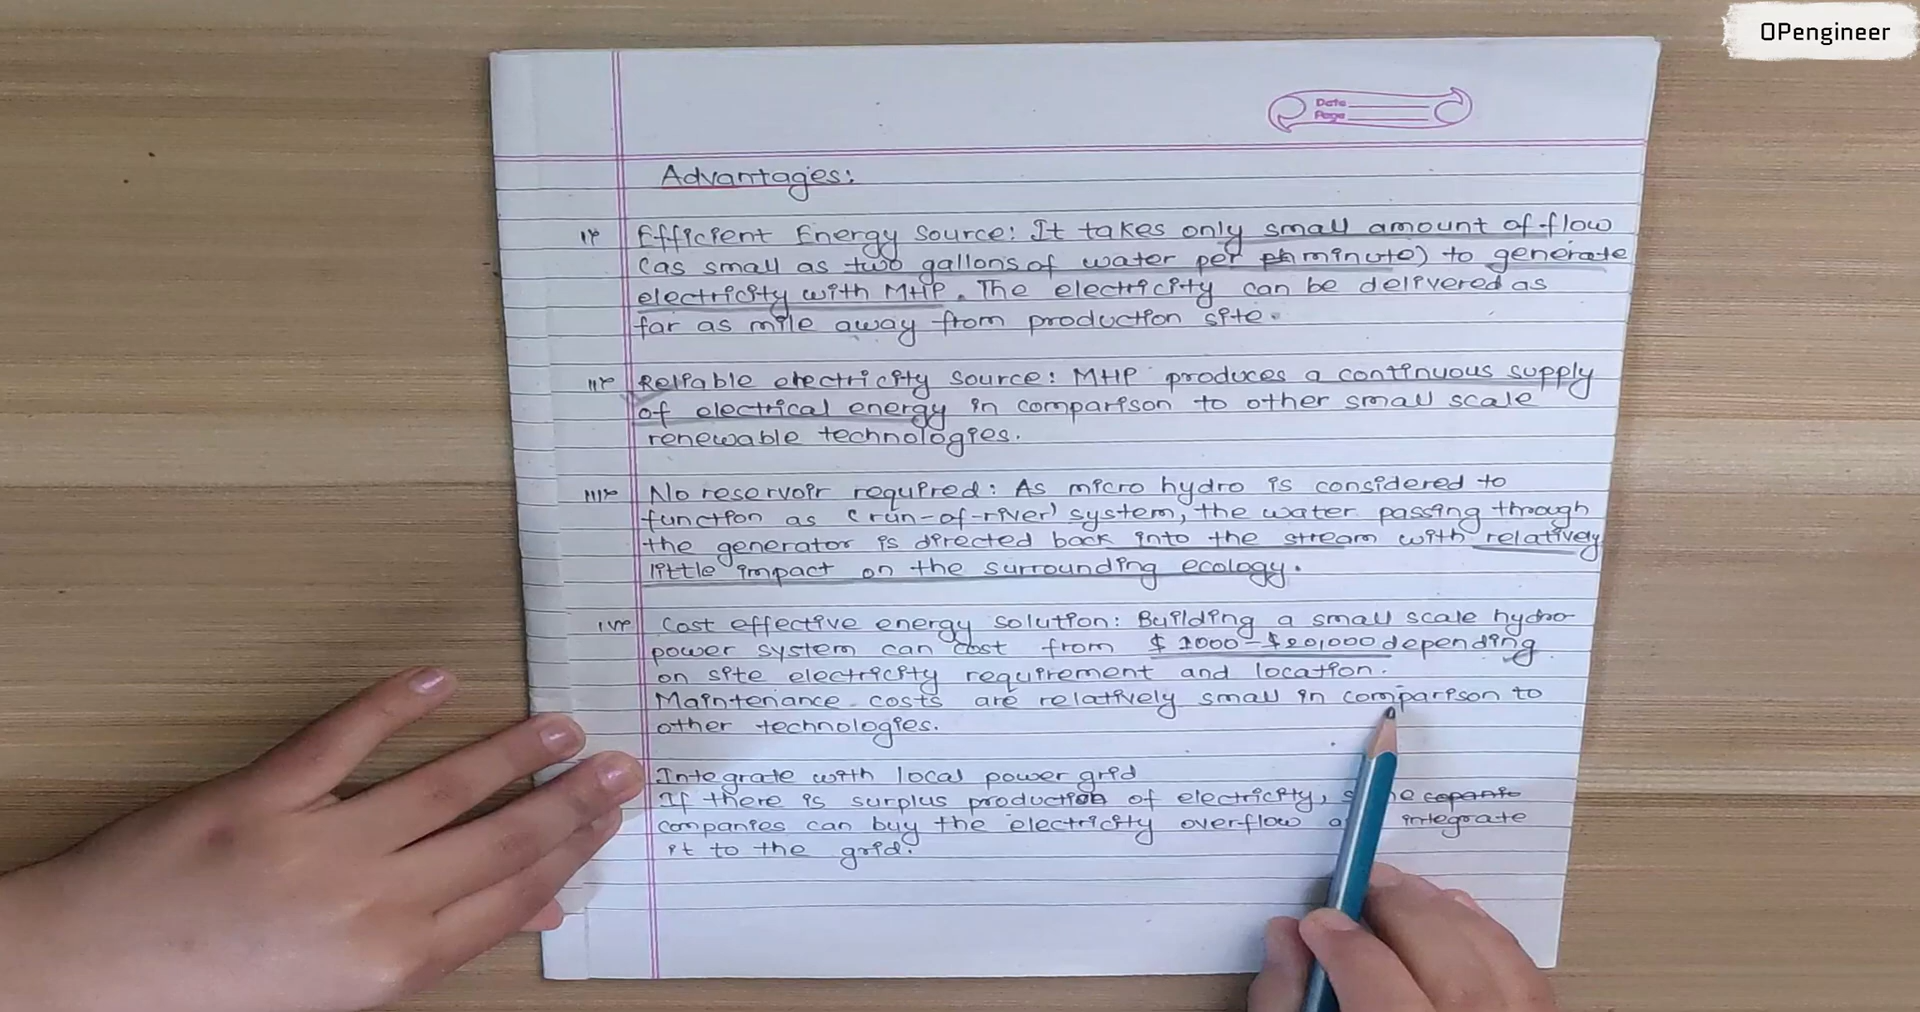 OPengineer
Date
Page
Advantages:
i) Efficient Energy Source: It takes only small amount of flow
(as small as two gallons of water per minute) to generate
electricity with MHP. The electricity can be delivered as
far as mile away from production site.
ii) Reliable electricity source: MHP produces a continuous supply
of electrical energy in comparison to other small scale
renewable technologies.
iii) No reservoir required: As micro hydro is considered to
function as 'run-of-river' system, the water passing through
the generator is directed back into the stream with relatively
little impact on the surrounding ecology.
iv) Cost effective energy solution: Building a small scale hydro
power system can cost from $1000-$20,000 depending
on site electricity requirement and location.
Maintenance costs are relatively small in comparison to
other technologies.
Integrate with local power grid
If there is surplus production of electricity,
companies can buy the electricity overflow integrate
it to the grid.